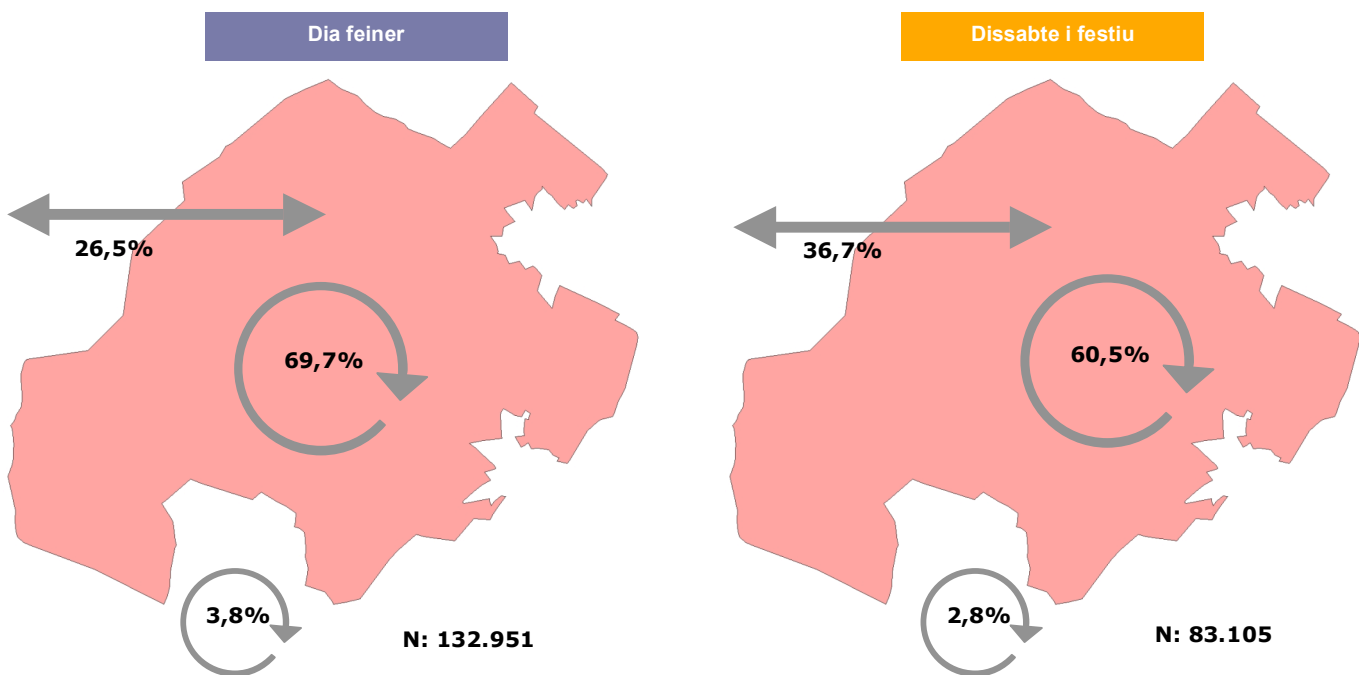 Dia feiner
26,5%
69,7%
3,8%
N: 132.951
Dissabte i festiu
36,7%
60,5%
2,8%
N: 83.105